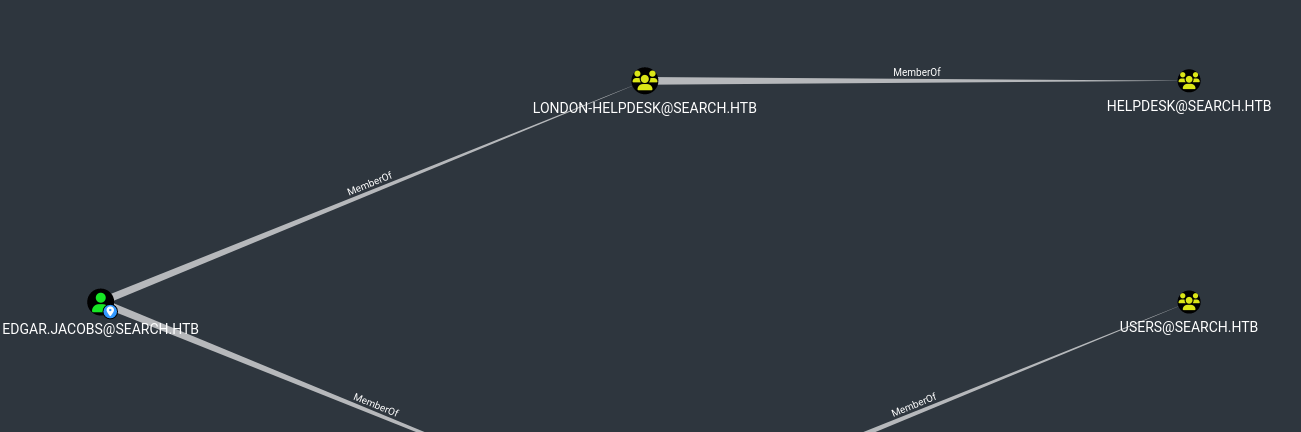 MemberOf
LONDON-HELPDESK@SEARCH.HTB
HELPDESK@SEARCH.HTB
MemberOf
EDGAR.JACOBS@SEARCH.HTB
USERS@SEARCH.HTB
MemberOf
MemberOf